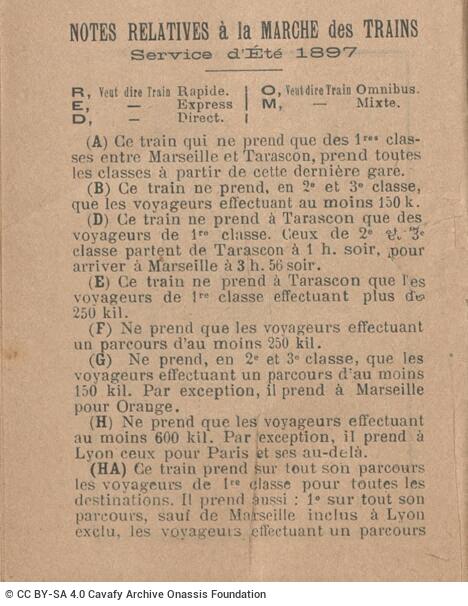 NOTES RELATIVES à la MARCHE des TRAINS
Service d'Été 1897
R, Veut dire Train Rapide.
E, — Express
D, — Direct.
O, Veut dire Train Omnibus.
M, — Mixte.
(A) Ce train qui ne prend que des 1res clas-
ses entre Marseille et Tarascon, prend toutes
les classes à partir de cette dernière gare.
(B) Ce train ne prend, en 2e et 3e classe,
que les voyageurs effectuant au moins 150 k.
(D) Ce train ne prend à Tarascon que des
voyageurs de 1re classe. Ceux de 2e et 3e
classe partent de Tarascon à 1 h. soir, pour
arriver à Marseille à 3 h. 56 soir.
(E) Ce train ne prend à Tarascon que les
voyageurs de 1re classe effectuant plus de
250 kil.
(F) Ne prend que les voyageurs effectuant
un parcours d'au moins 250 kil.
(G) Ne prend, en 2e et 3e classe, que les
voyageurs effectuant un parcours d'au moins
150 kil. Par exception, il prend à Marseille
pour Orange.
(H) Ne prend que les voyageurs effectuant
au moins 600 kil. Par exception, il prend à
Lyon ceux pour Paris et ses au-delà.
(HA) Ce train prend sur tout son parcours
les voyageurs de 1re classe pour toutes les
destinations. Il prend aussi : 1o sur tout son
parcours, sauf de Marseille inclus à Lyon
exclu, les voyageurs effectuant un parcours
© CC BY-SA 4.0 Cavafy Archive Onassis Foundation